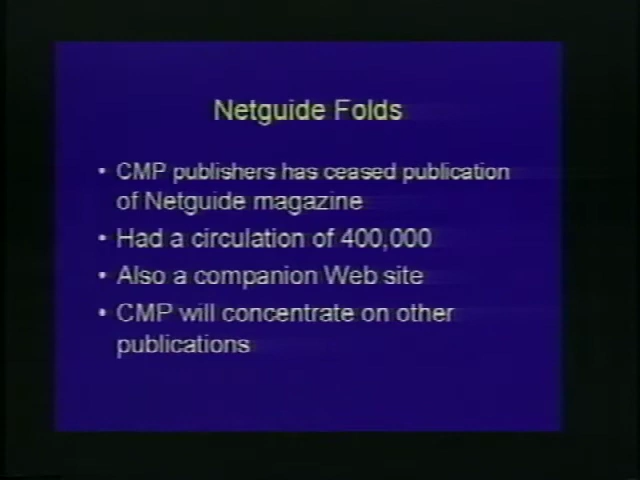 Netguide Folds
• CMP publishers has ceased publication
of Netguide magazine
• Had a circulation of 400,000
• Also a companion Web site
• CMP will concentrate on other
publications